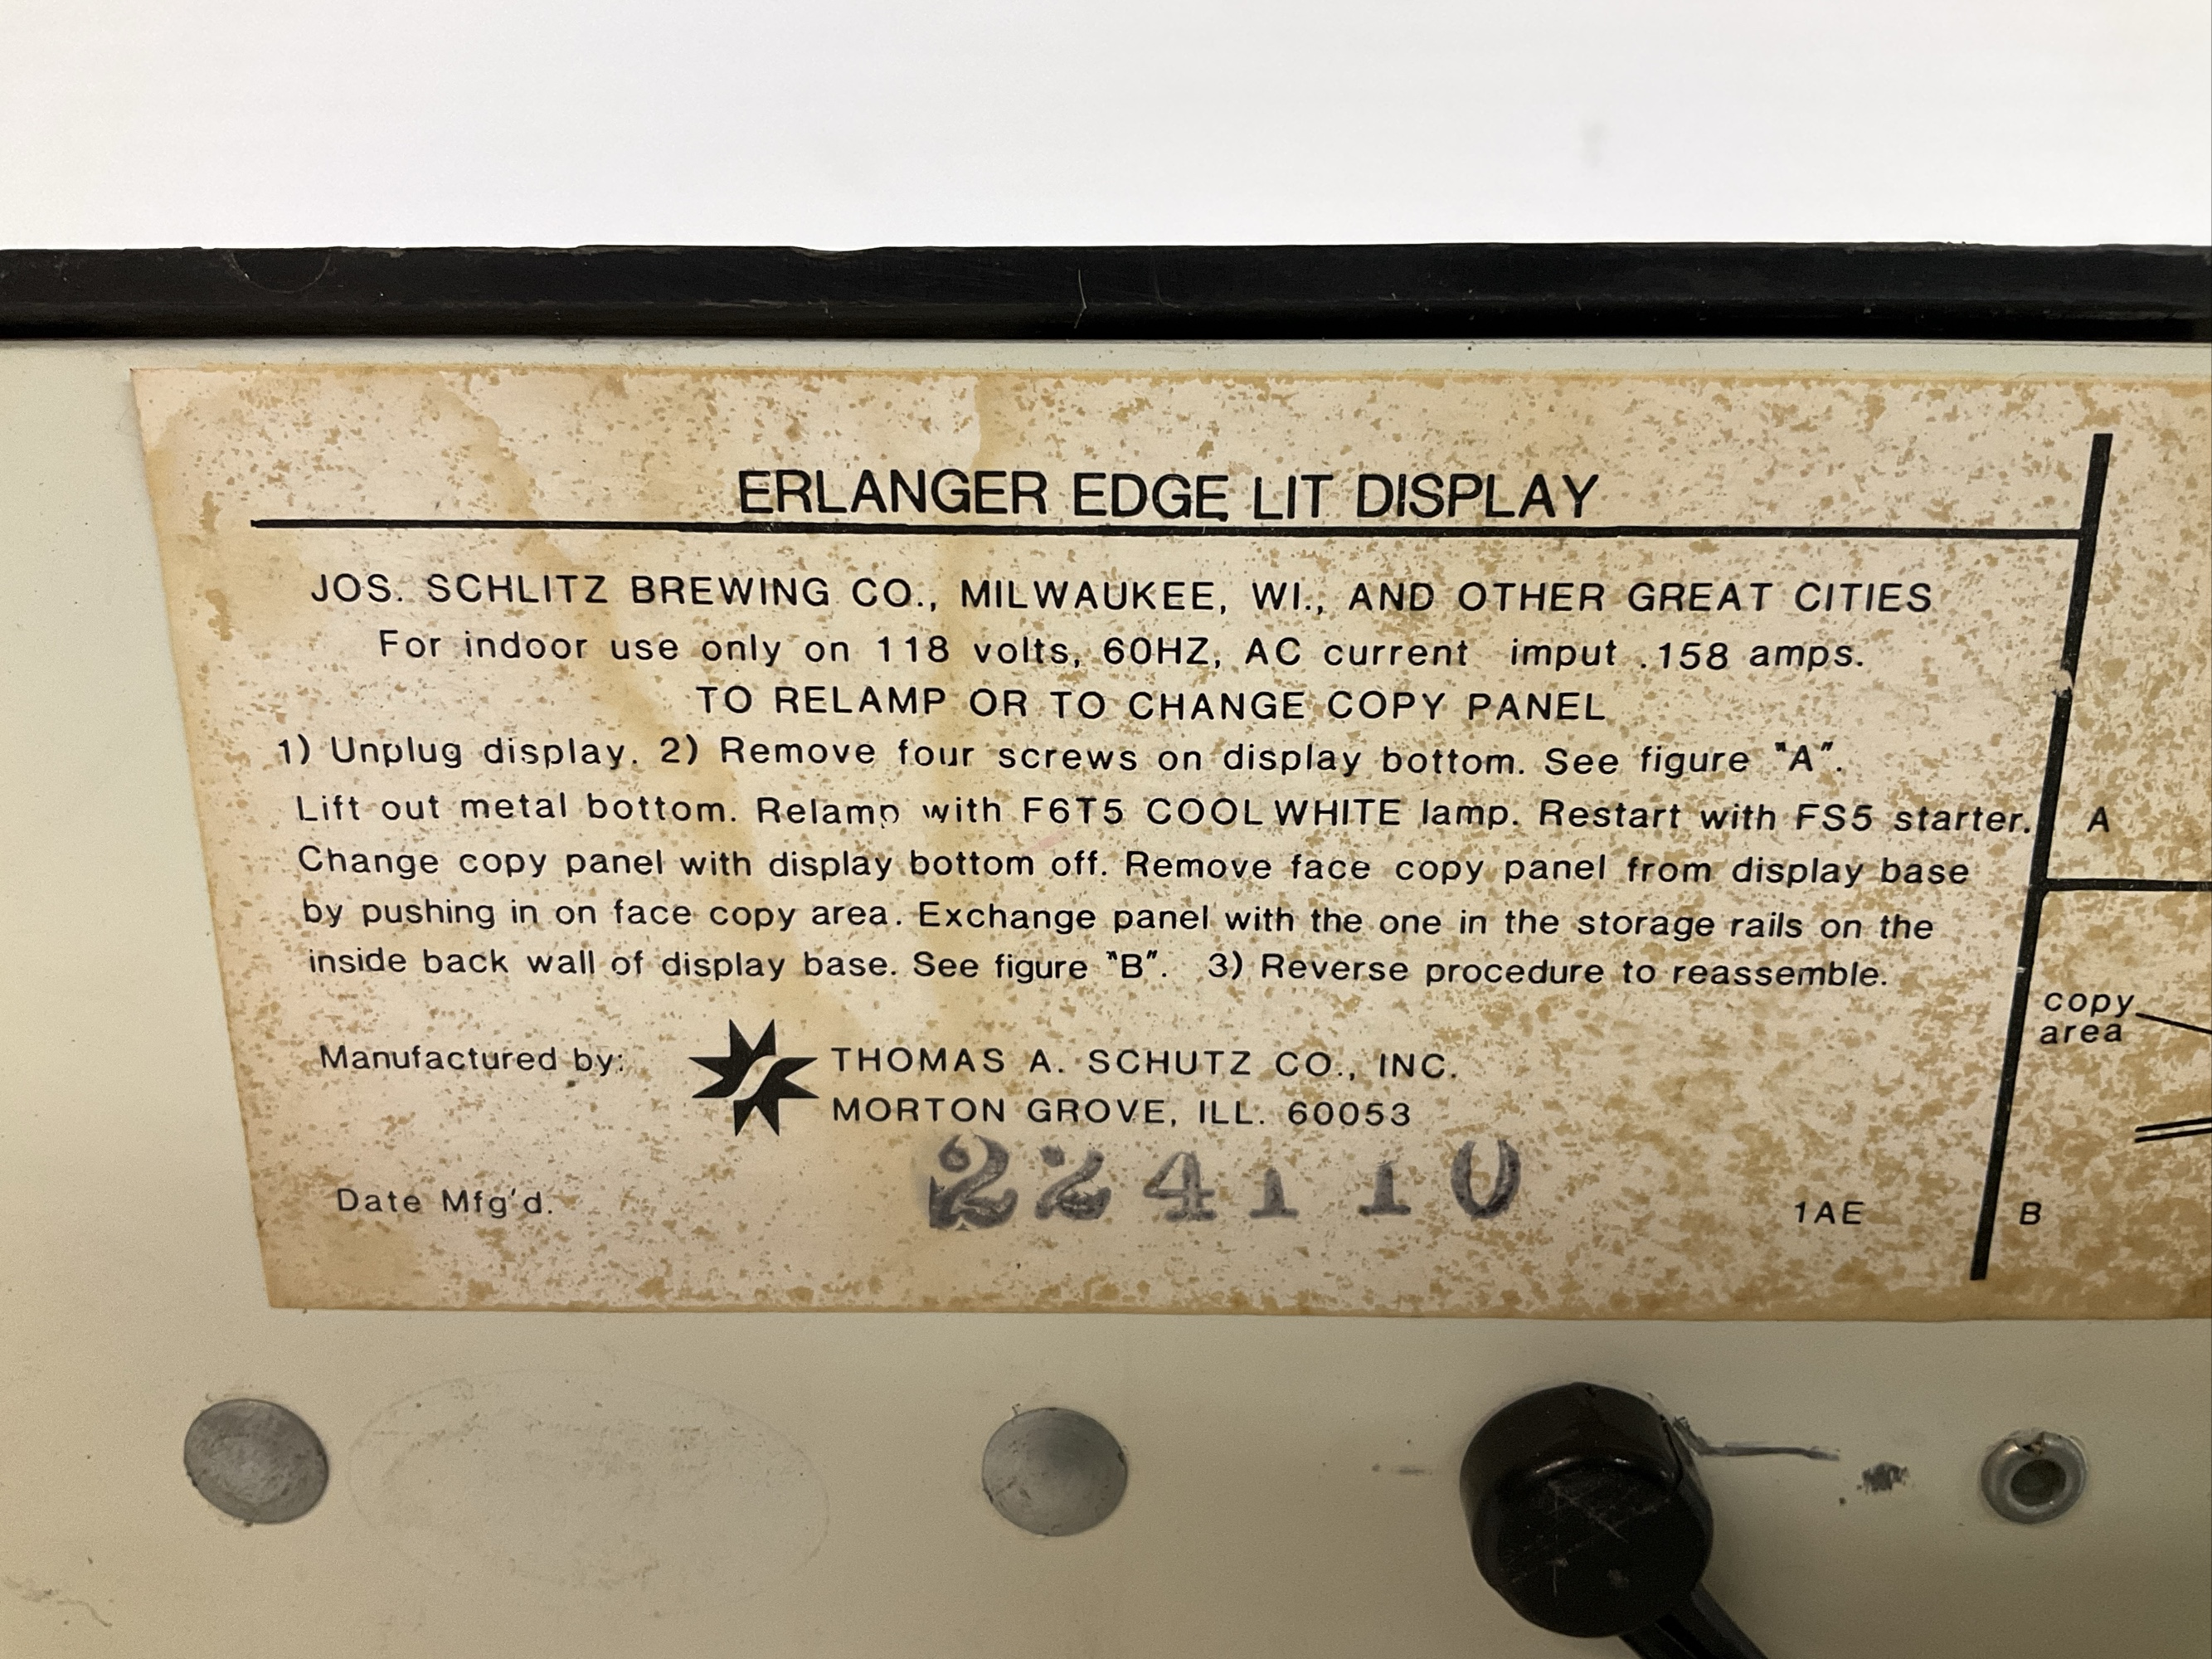 ERLANGER EDGE LIT DISPLAY
JOS. SCHLITZ BREWING CO., MILWAUKEE, WI., AND OTHER GREAT CITIES
For indoor use only on 118 volts, 60HZ, AC current imput .158 amps.
TO RELAMP OR TO CHANGE COPY PANEL
1) Unplug display. 2) Remove four screws on display bottom. See figure "A".
Lift out metal bottom. Relamp with F6T5 COOL WHITE lamp. Restart with FS5 starter.
Change copy panel with display bottom off. Remove face copy panel from display base
by pushing in on face copy area. Exchange panel with the one in the storage rails on the
inside back wall of display base. See figure "B". 3) Reverse procedure to reassemble.
Manufactured by: THOMAS A. SCHUTZ CO., INC.
MORTON GROVE, ILL. 60053
Date Mfg'd. 224110
1AE
A
copy
area
B